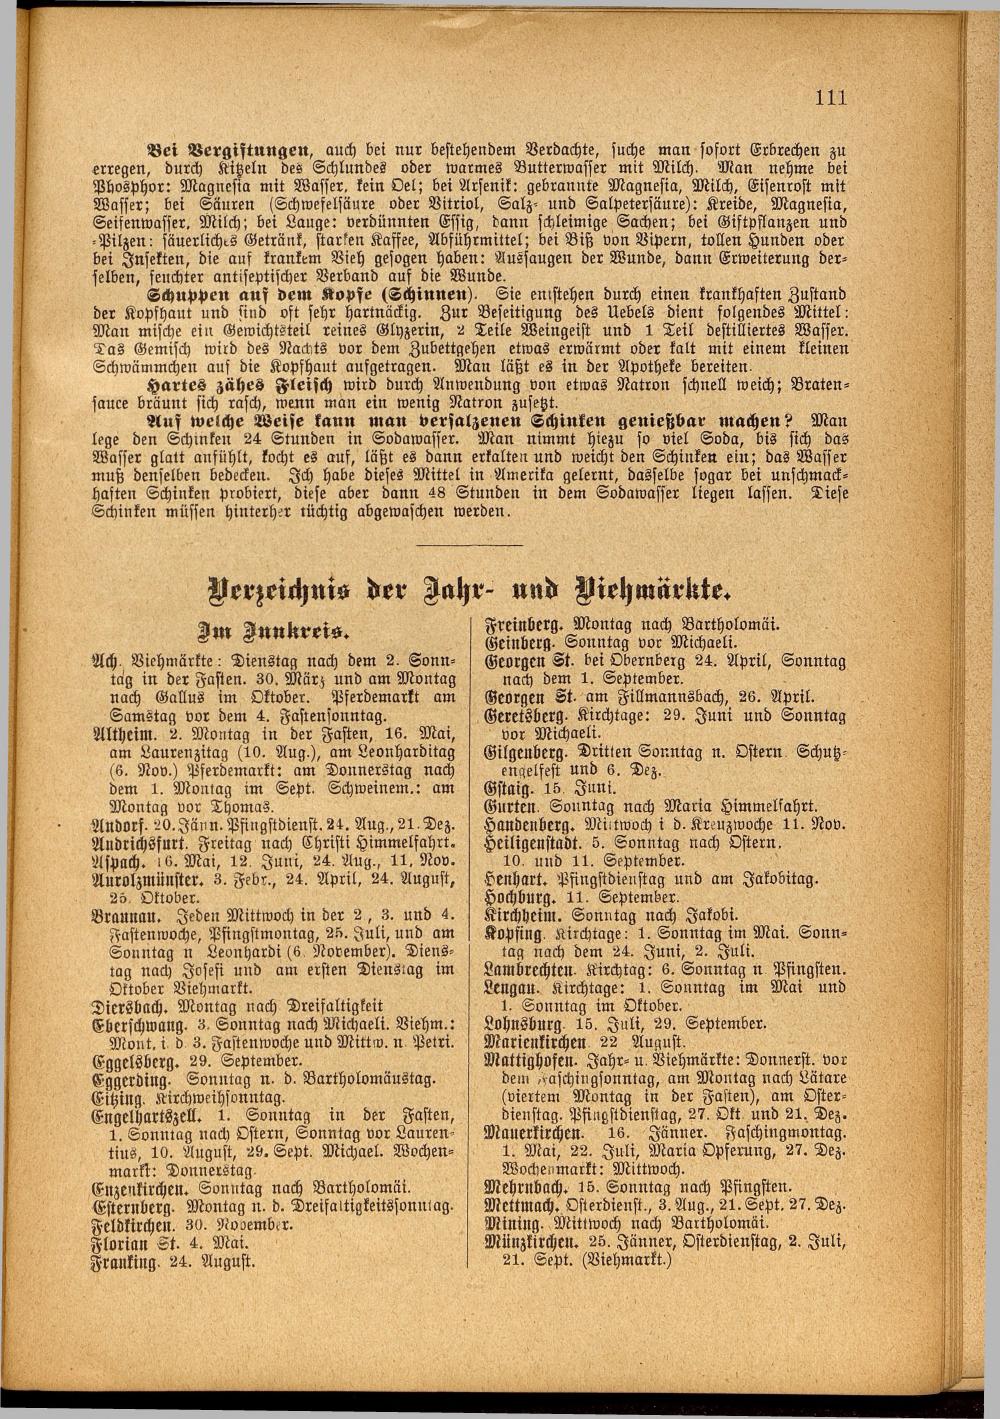 111
Bei Vergiftungen, auch bei nur bestehendem Verdachte, suche man sofort Erbrechen zu
erregen, durch Kitzeln des Schlundes oder warmes Butterwasser mit Milch. Man nehme bei
Phosphor: Magnesia mit Wasser, kein Oel; bei Arsenik: gebrannte Magnesia, Milch, Eisenrost mit
Wasser; bei Säuren (Schwefelsäure oder Vitriol, Salz- und Salpetersäure): Kreide, Magnesia,
Seifenwasser, Milch; bei Lauge: verdünnten Essig, dann schleimige Sachen; bei Giftpflanzen und
-Pilzen: säuerliches Getränk, starken Kaffee, Abführmittel; bei Biß von Vipern, tollen Hunden oder
bei Insekten, die auf krankem Vieh gesogen haben: Aussaugen der Wunde, dann Erweiterung der-
selben, feuchter antiseptischer Verband auf die Wunde.
Schuppen auf dem Kopfe (Schinnen). Sie entstehen durch einen krankhaften Zustand
der Kopfhaut und sind oft sehr hartnäckig. Zur Beseitigung des Uebels dient folgendes Mittel:
Man mische ein Gewichtsteil reines Glyzerin, 2 Teile Weingeist und 1 Teil destilliertes Wasser.
Das Gemisch wird des Nachts vor dem Zubettgehen etwas erwärmt oder kalt mit einem kleinen
Schwämmchen auf die Kopfhaut aufgetragen. Man läßt es in der Apotheke bereiten.
Hartes zähes Fleisch wird durch Anwendung von etwas Natron schnell weich; Braten-
sauce bräunt sich rasch, wenn man ein wenig Natron zusetzt.
Auf welche Weise kann man versalzenen Schinken genießbar machen? Man
lege den Schinken 24 Stunden in Sodawasser. Man nimmt hiezu so viel Soda, bis sich das
Wasser glatt anfühlt, kocht es auf, läßt es dann erkalten und weicht den Schinken ein; das Wasser
muß denselben bedecken. Ich habe dieses Mittel in Amerika gelernt, dasselbe sogar bei unschmack-
haften Schinken probiert, diese aber dann 48 Stunden in dem Sodawasser liegen lassen. Diese
Schinken müssen hinterher tüchtig abgewaschen werden.
Verzeichnis der Jahr- und Viehmärkte.
Im Innkreis.
Ach. Viehmärkte: Dienstag nach dem 2. Sonn-
tag in der Fasten. 30. März und am Montag
nach Gallus im Oktober. Pferdemarkt am
Samstag vor dem 4. Fastensonntag.
Altheim. 2. Montag in der Fasten, 16. Mai,
am Laurenzitag (10. Aug.), am Leonharditag
(6. Nov.) Pferdemarkt: am Donnerstag nach
dem 1. Montag im Sept. Schweinem.: am
Montag vor Thomas.
Andorf. 20. Jänn. Pfingstdienst. 24. Aug., 21. Dez.
Andrichsfurt. Freitag nach Christi Himmelfahrt.
Aspach. 16. Mai, 12. Juni, 24. Aug., 11. Nov.
Aurolzmünster. 3. Febr., 24. April, 24. August,
25. Oktober.
Braunau. Jeden Mittwoch in der 2., 3. und 4.
Fastenwoche, Pfingstmontag, 25. Juli, und am
Sonntag n Leonhardi (6. November). Diens-
tag nach Josefi und am ersten Dienstag im
Oktober Viehmarkt.
Diersbach. Montag nach Dreifaltigkeit
Eberschwang. 3. Sonntag nach Michaeli. Viehm.:
Mont. i. d. 3. Fastenwoche und Mittw. n. Petri.
Eggelsberg. 29. September.
Eggerding. Sonntag n. d. Bartholomäustag.
Eitzing. Kirchweihsonntag.
Engelhartszell. 1. Sonntag in der Fasten,
1. Sonntag nach Ostern, Sonntag vor Lauren-
tius, 10. August, 29. Sept. Michael. Wochen-
markt: Donnerstag.
Enzenkirchen. Sonntag nach Bartholomäi.
Esternberg. Montag n. d. Dreifaltigkeitssonntag.
Feldkirchen. 30. November.
Florian St. 4. Mai.
Franking. 24. August.
Freinberg. Montag nach Bartholomäi.
Geinberg. Sonntag vor Michaeli.
Georgen St. bei Obernberg 24. April, Sonntag
nach dem 1. September.
Georgen St. am Fillmannsbach, 26. April.
Geretsberg. Kirchtage: 29. Juni und Sonntag
vor Michaeli.
Gilgenberg. Dritten Sonntag n. Ostern. Schutz-
engelfest und 6. Dez.
Gstaig. 15. Juni.
Gurten. Sonntag nach Maria Himmelfahrt.
Handenberg. Mittwoch i d. Kreuzwoche 11. Nov.
Heiligenstadt. 5. Sonntag nach Ostern.
10. und 11. September.
Henhart. Pfingstdienstag und am Jakobitag.
Hochburg. 11. September.
Kirchheim. Sonntag nach Jakobi.
Kopfing. Kirchtage: 1. Sonntag im Mai. Sonn-
tag nach dem 24. Juni, 2. Juli.
Lambrechten. Kirchtag: 6. Sonntag n. Pfingsten.
Lengau. Kirchtage: 1. Sonntag im Mai und
1. Sonntag im Oktober.
Lohnsburg. 15. Juli, 29. September.
Marienkirchen. 22 August.
Mattighofen. Jahr- u. Viehmärkte: Donnerst. vor
dem Faschingsonntag, am Montag nach Lätare
(viertem Montag in der Fasten), am Oster-
dienstag. Pfingstdienstag, 27. Okt. und 21. Dez.
Mauerkirchen. 16. Jänner. Faschingmontag.
1. Mai, 22. Juli, Maria Opferung, 27. Dez.
Wochenmarkt: Mittwoch.
Mehrnbach. 15. Sonntag nach Pfingsten.
Mettmach. Osterdienst., 3. Aug., 21. Sept. 27. Dez.
Mining. Mittwoch nach Bartholomäi.
Münzkirchen. 25. Jänner, Osterdienstag, 2. Juli,
21. Sept. (Viehmarkt.)